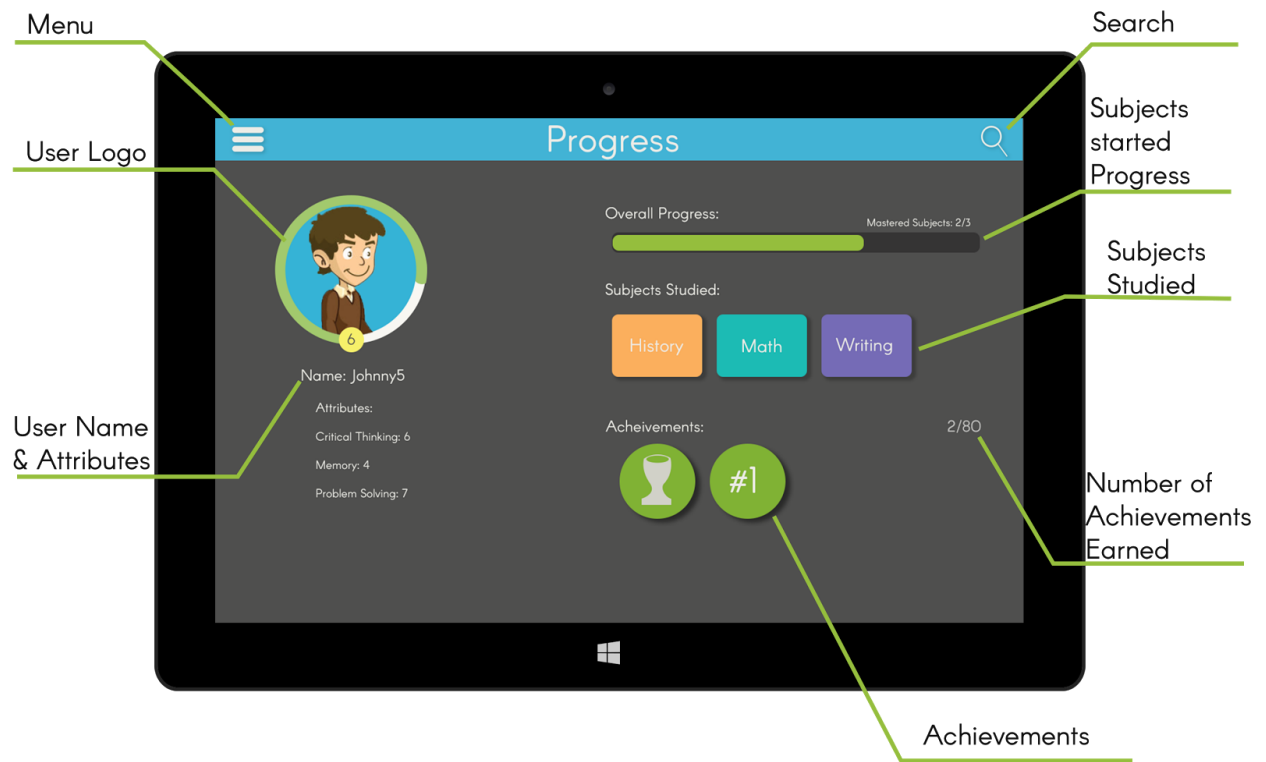 Menu
Search
Subjects
started
Progress
User Logo
Progress
Overall Progress:
Mastered Subjects: 2/3
Subjects
Studied
Subjects Studied:
History
Math
Writing
6
Name: Johnny5
Attributes:
Critical Thinking: 6
Memory: 4
Problem Solving: 7
User Name
& Attributes
Acheivements:
2/80
#1
Number of
Achievements
Earned
Achievements